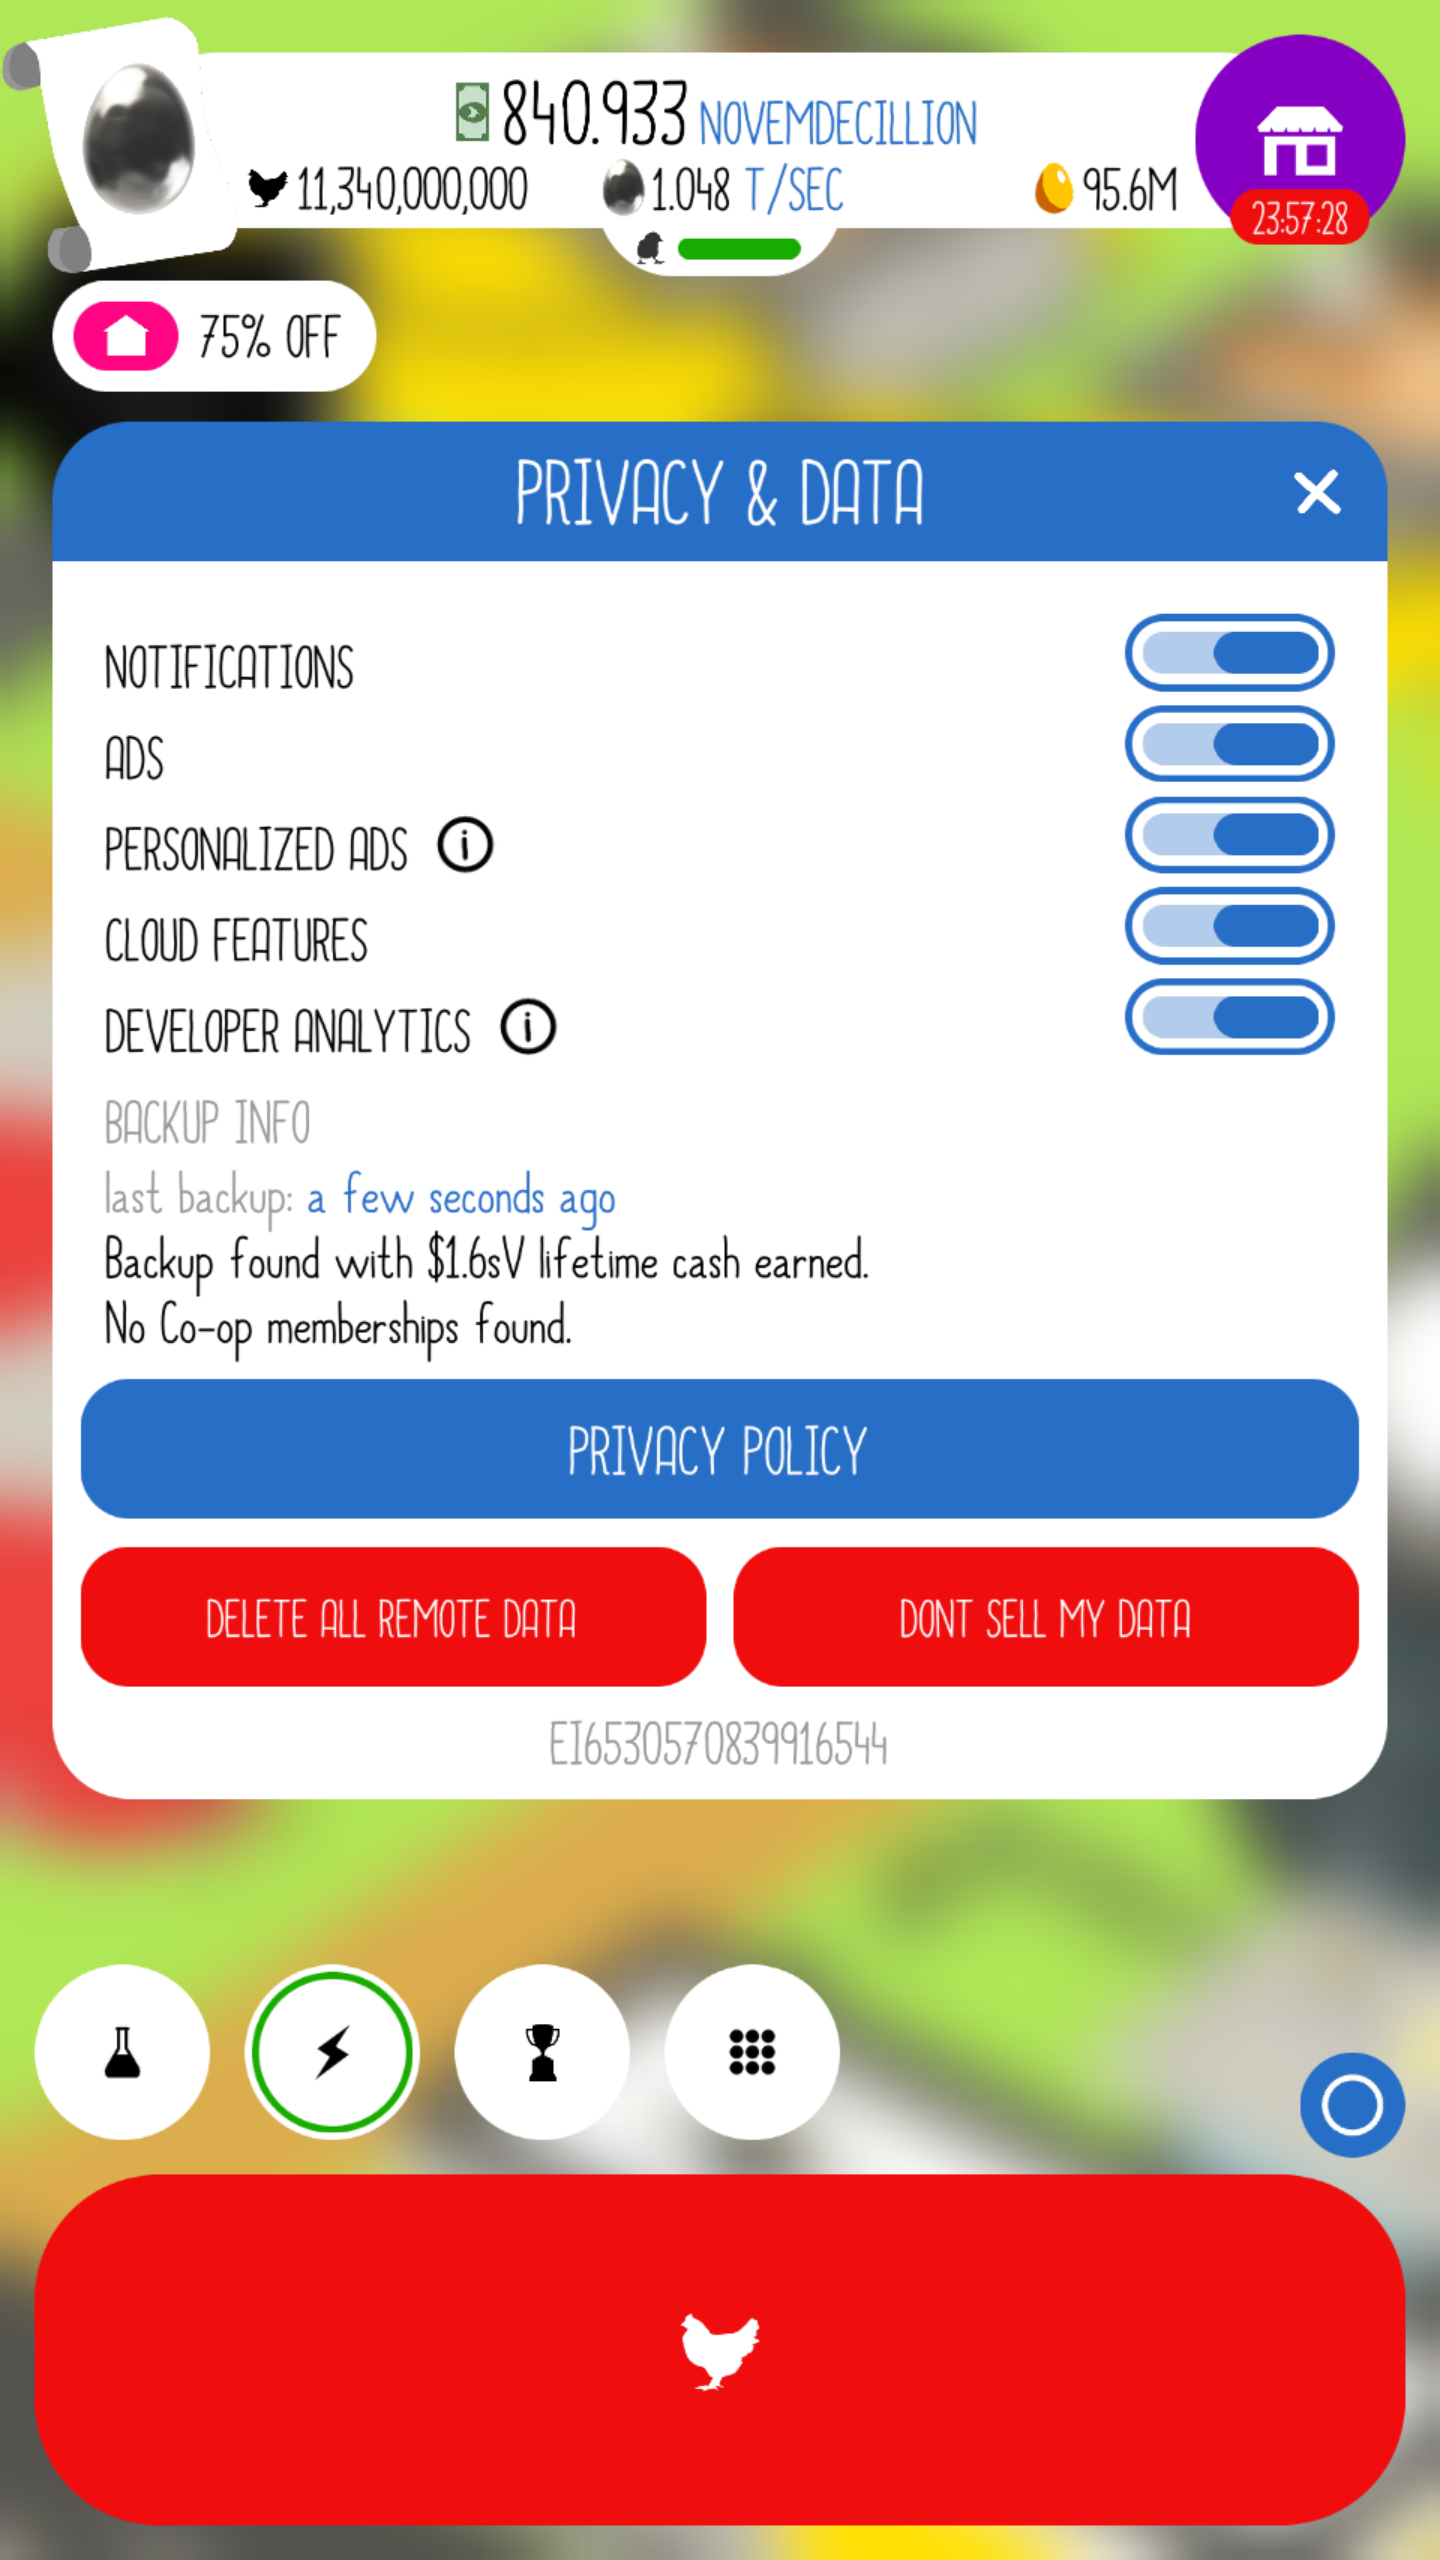 840.933 NOVEMDECILLION
11,340,000,000 1.048 T/SEC 95.6M
23:57:28
75% OFF
PRIVACY & DATA
NOTIFICATIONS
ADS
PERSONALIZED ADS
CLOUD FEATURES
DEVELOPER ANALYTICS
BACKUP INFO
last backup: a few seconds ago
Backup found with $1.6sV lifetime cash earned.
No Co-op memberships found.
PRIVACY POLICY
DELETE ALL REMOTE DATA
DONT SELL MY DATA
EI6530570839916544